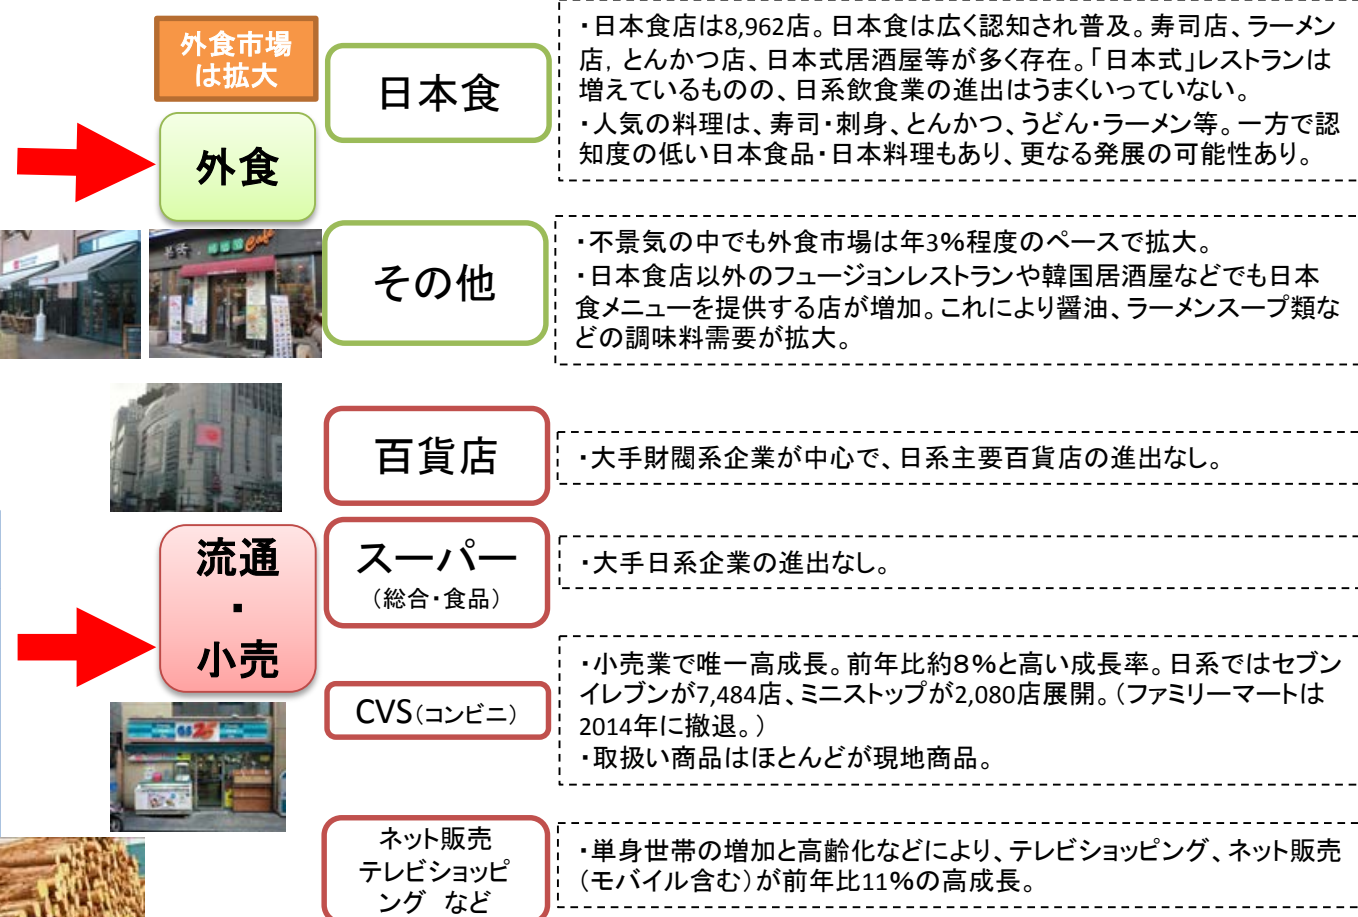 外食市場
は拡大
外食
日本食
・日本食店は8,962店。日本食は広く認知され普及。寿司店、ラーメン
店, とんかつ店、日本式居酒屋等が多く存在。「日本式」レストランは
増えているものの、日系飲食業の進出はうまくいっていない。
・人気の料理は、寿司・刺身、とんかつ、うどん・ラーメン等。一方で認
知度の低い日本食品・日本料理もあり、更なる発展の可能性あり。
その他
・不景気の中でも外食市場は年3%程度のペースで拡大。
・日本食店以外のフュージョンレストランや韓国居酒屋などでも日本
食メニューを提供する店が増加。これにより醤油、ラーメンスープ類な
どの調味料需要が拡大。
Cafe
流通
・
小売
百貨店
・大手財閥系企業が中心で、日系主要百貨店の進出なし。
スーパー
（総合・食品）
・大手日系企業の進出なし。
CVS（コンビニ）
・小売業で唯一高成長。前年比約８％と高い成長率。日系ではセブン
イレブンが7,484店、ミニストップが2,080店展開。（ファミリーマートは
2014年に撤退。）
・取扱い商品はほとんどが現地商品。
GS25
ネット販売
テレビショッピ
ング　など
・単身世帯の増加と高齢化などにより、テレビショッピング、ネット販売
（モバイル含む）が前年比11%の高成長。